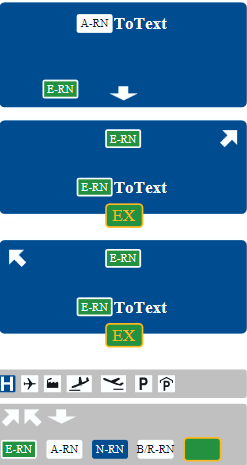 A-RN ToText
E-RN
E-RN
E-RN ToText
EX
E-RN
E-RN ToText
EX
H P P
E-RN A-RN N-RN B/R-RN